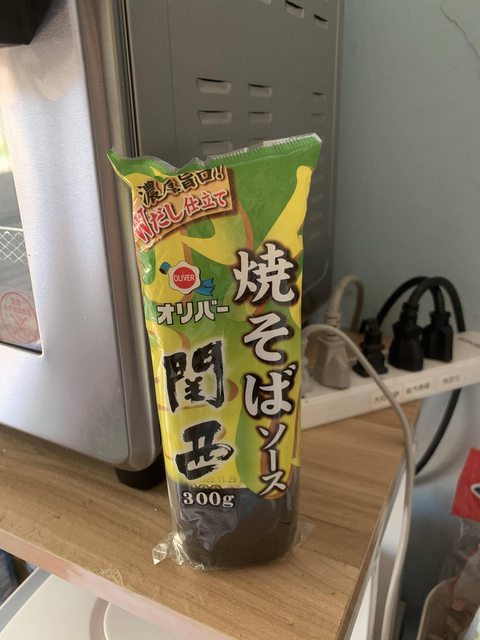 濃厚旨口!
Wだし仕立て
OLIVER
オリバー
焼そばソース
関西
300g